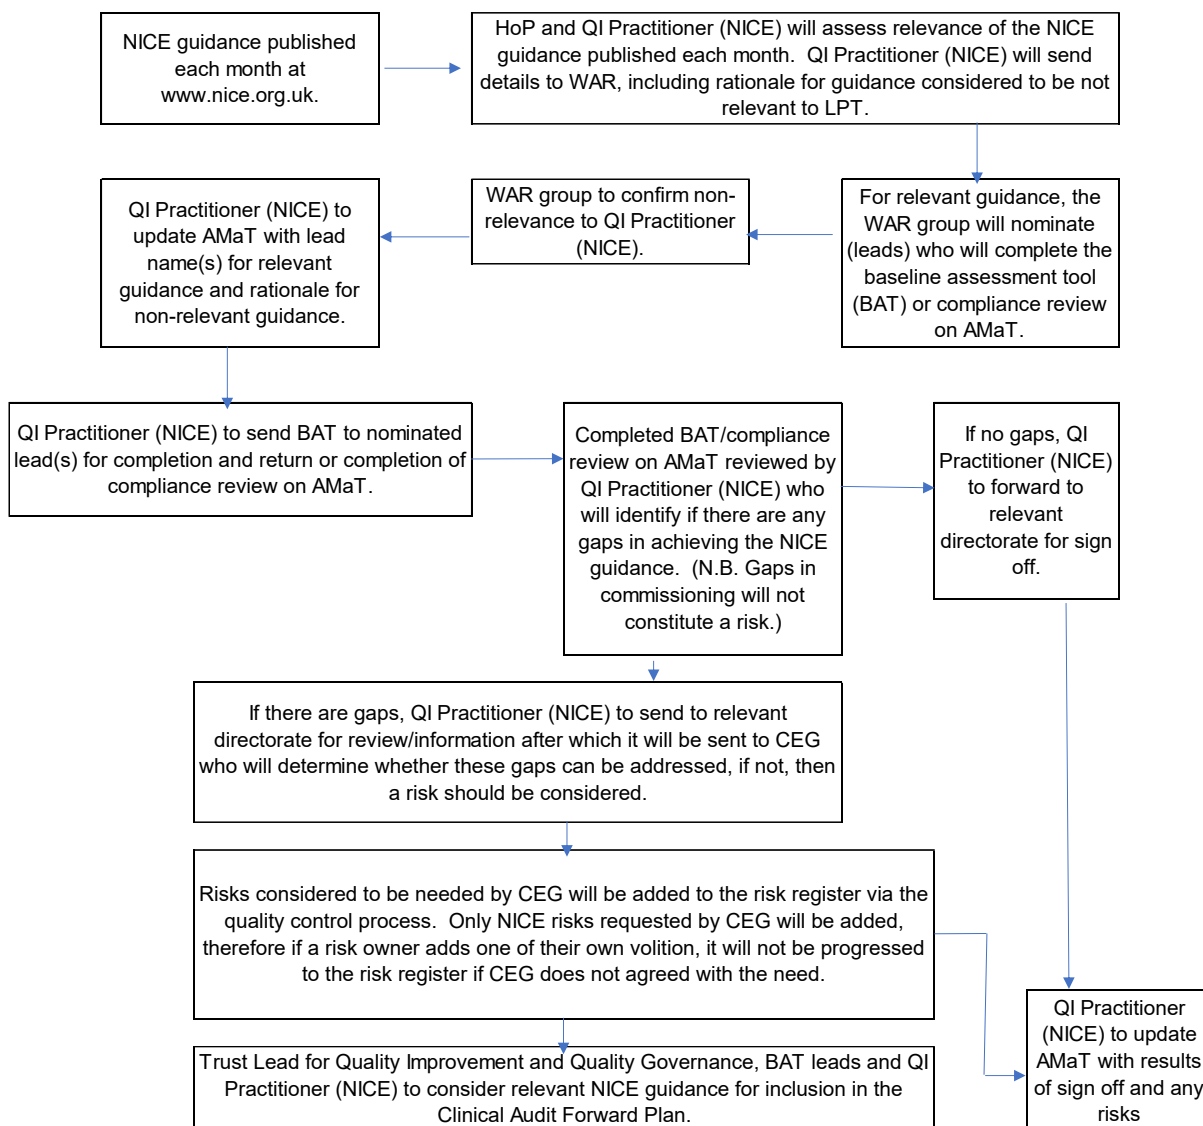 NICE guidance published
each month at
www.nice.org.uk.
HoP and QI Practitioner (NICE) will assess relevance of the NICE
guidance published each month.  QI Practitioner (NICE) will send
details to WAR, including rationale for guidance considered to be not
relevant to LPT.
For relevant guidance, the
WAR group will nominate
(leads) who will complete the
baseline assessment tool
(BAT) or compliance review
on AMaT.
WAR group to confirm non-
relevance to QI Practitioner
(NICE).
QI Practitioner (NICE) to
update AMaT with lead
name(s) for relevant
guidance and rationale for
non-relevant guidance.
QI Practitioner (NICE) to send BAT to nominated
lead(s) for completion and return or completion of
compliance review on AMaT.
Completed BAT/compliance
review on AMaT reviewed by
QI Practitioner (NICE) who
will identify if there are any
gaps in achieving the NICE
guidance.  (N.B. Gaps in
commissioning will not
constitute a risk.)
If no gaps, QI
Practitioner (NICE)
to forward to
relevant
directorate for sign
off.
If there are gaps, QI Practitioner (NICE) to send to relevant
directorate for review/information after which it will be sent to CEG
who will determine whether these gaps can be addressed, if not, then
a risk should be considered.
Risks considered to be needed by CEG will be added to the risk register via the
quality control process.  Only NICE risks requested by CEG will be added,
therefore if a risk owner adds one of their own volition, it will not be progressed
to the risk register if CEG does not agreed with the need.
Trust Lead for Quality Improvement and Quality Governance, BAT leads and QI
Practitioner (NICE) to consider relevant NICE guidance for inclusion in the
Clinical Audit Forward Plan.
QI Practitioner
(NICE) to update
AMaT with results
of sign off and any
risks